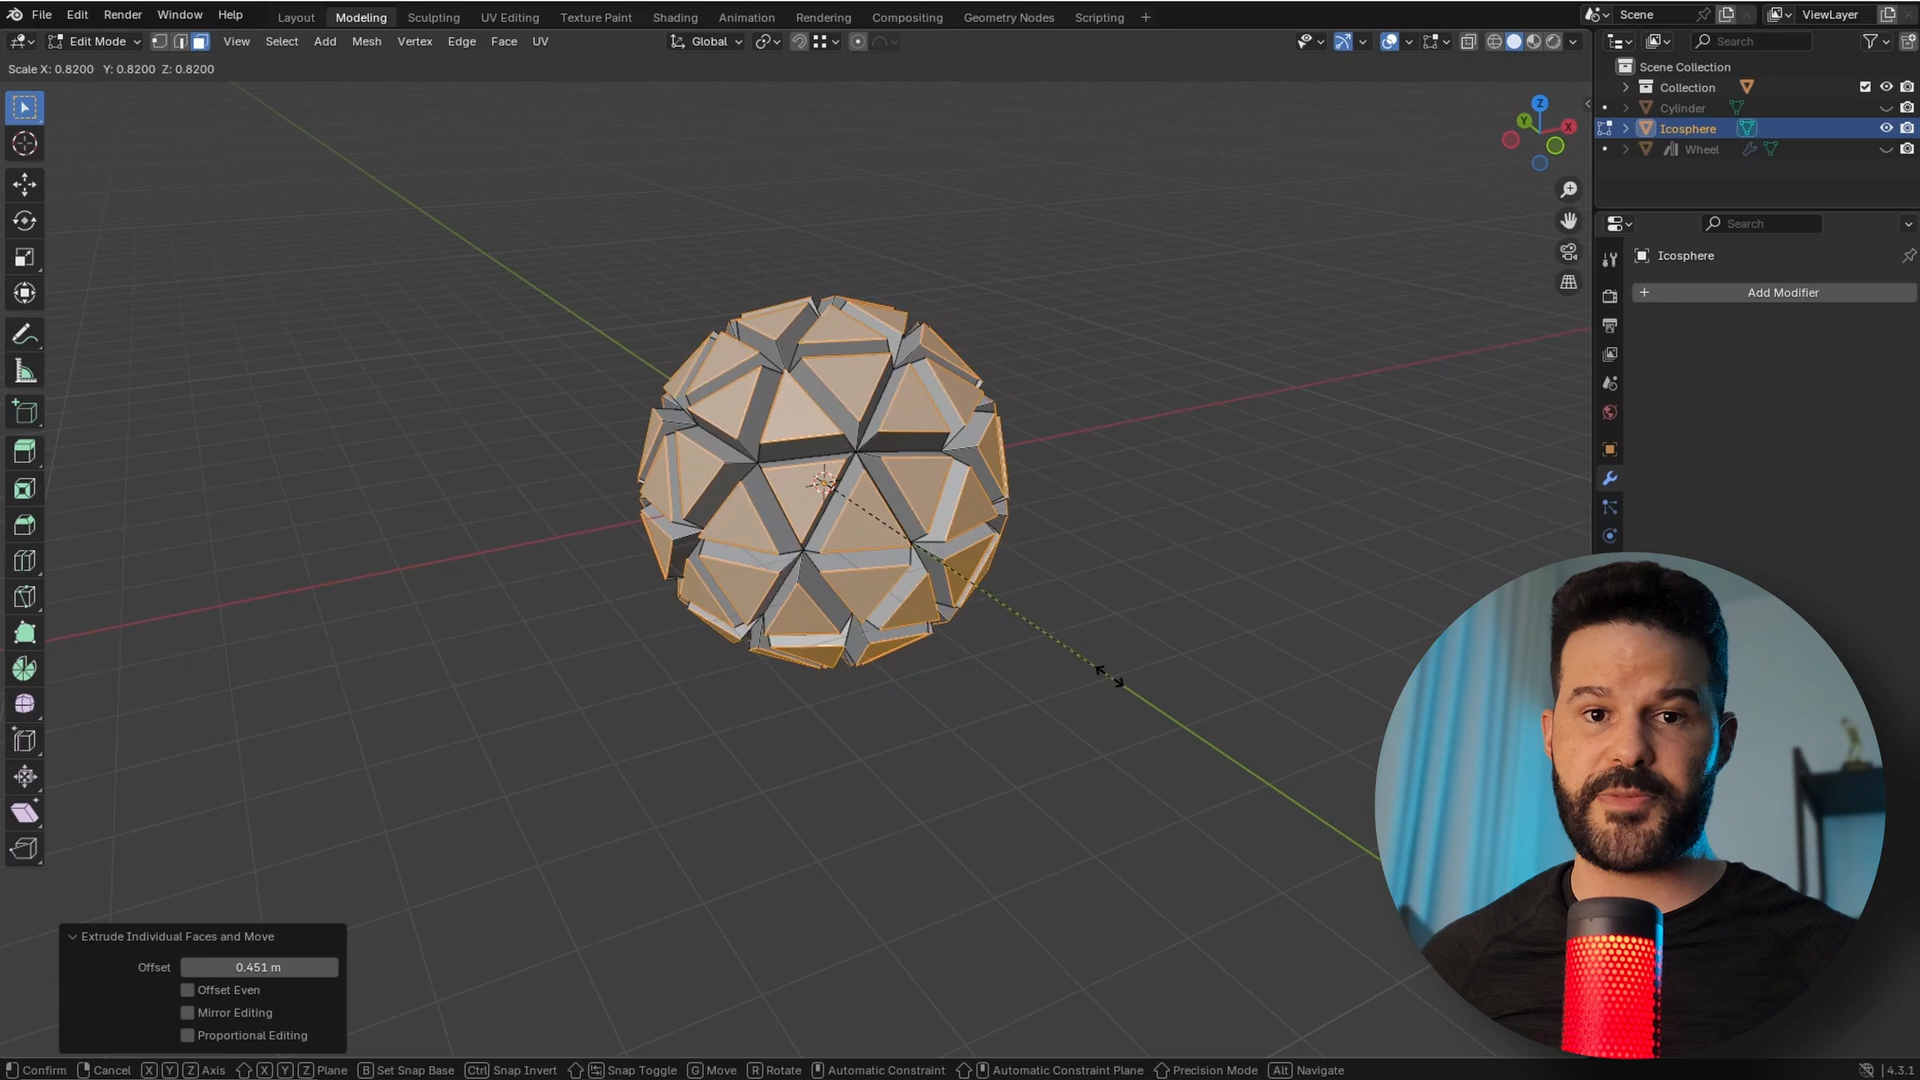 File Edit Render Window Help Layout Modeling Sculpting UV Editing Texture Paint Shading Animation Rendering Compositing Geometry Nodes Scripting + Scene ViewLayer
Edit Mode View Select Add Mesh Vertex Edge Face UV Global Search
Scale X: 0.8200 Y: 0.8200 Z: 0.8200
Scene Collection
Collection
Cylinder
Icosphere
Wheel
Z
Y
X
Search
Icosphere
+ Add Modifier
Extrude Individual Faces and Move
Offset 0.451 m
Offset Even
Mirror Editing
Proportional Editing
Confirm Cancel X Y Z Axis X Y Z Plane B Set Snap Base Ctrl Snap Invert Snap Toggle G Move R Rotate Automatic Constraint Automatic Constraint Plane Precision Mode Alt Navigate 4.3.1